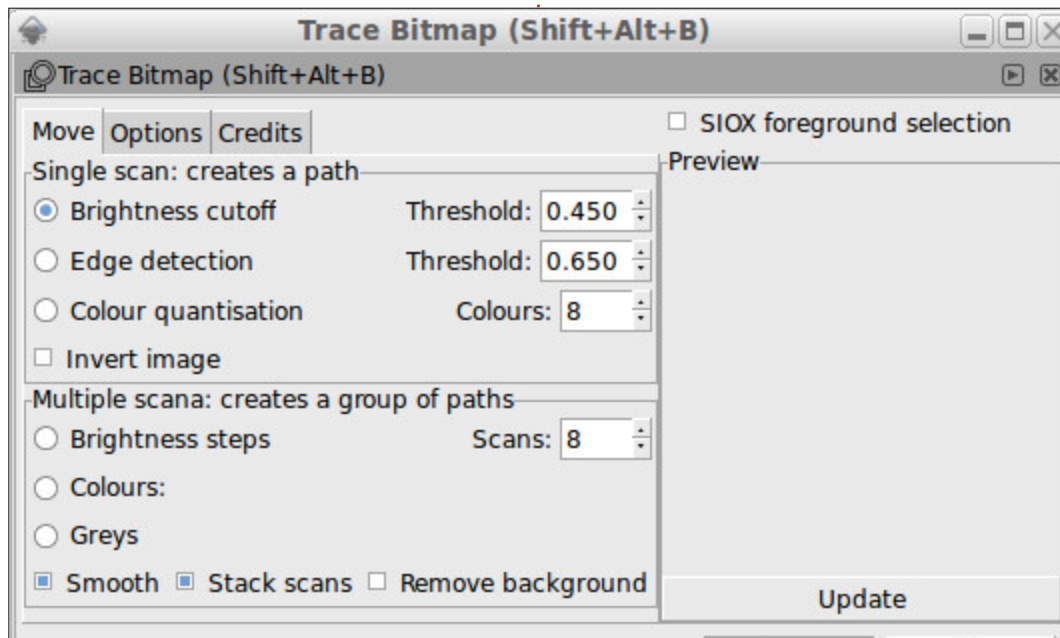 Trace Bitmap (Shift+Alt+B)
Trace Bitmap (Shift+Alt+B)
Move Options Credits
SIOX foreground selection
Single scan: creates a path
Preview
Brightness cutoff Threshold: 0.450
Edge detection Threshold: 0.650
Colour quantisation Colours: 8
Invert image
Multiple scana: creates a group of paths
Brightness steps Scans: 8
Colours:
Greys
Smooth Stack scans Remove background
Update